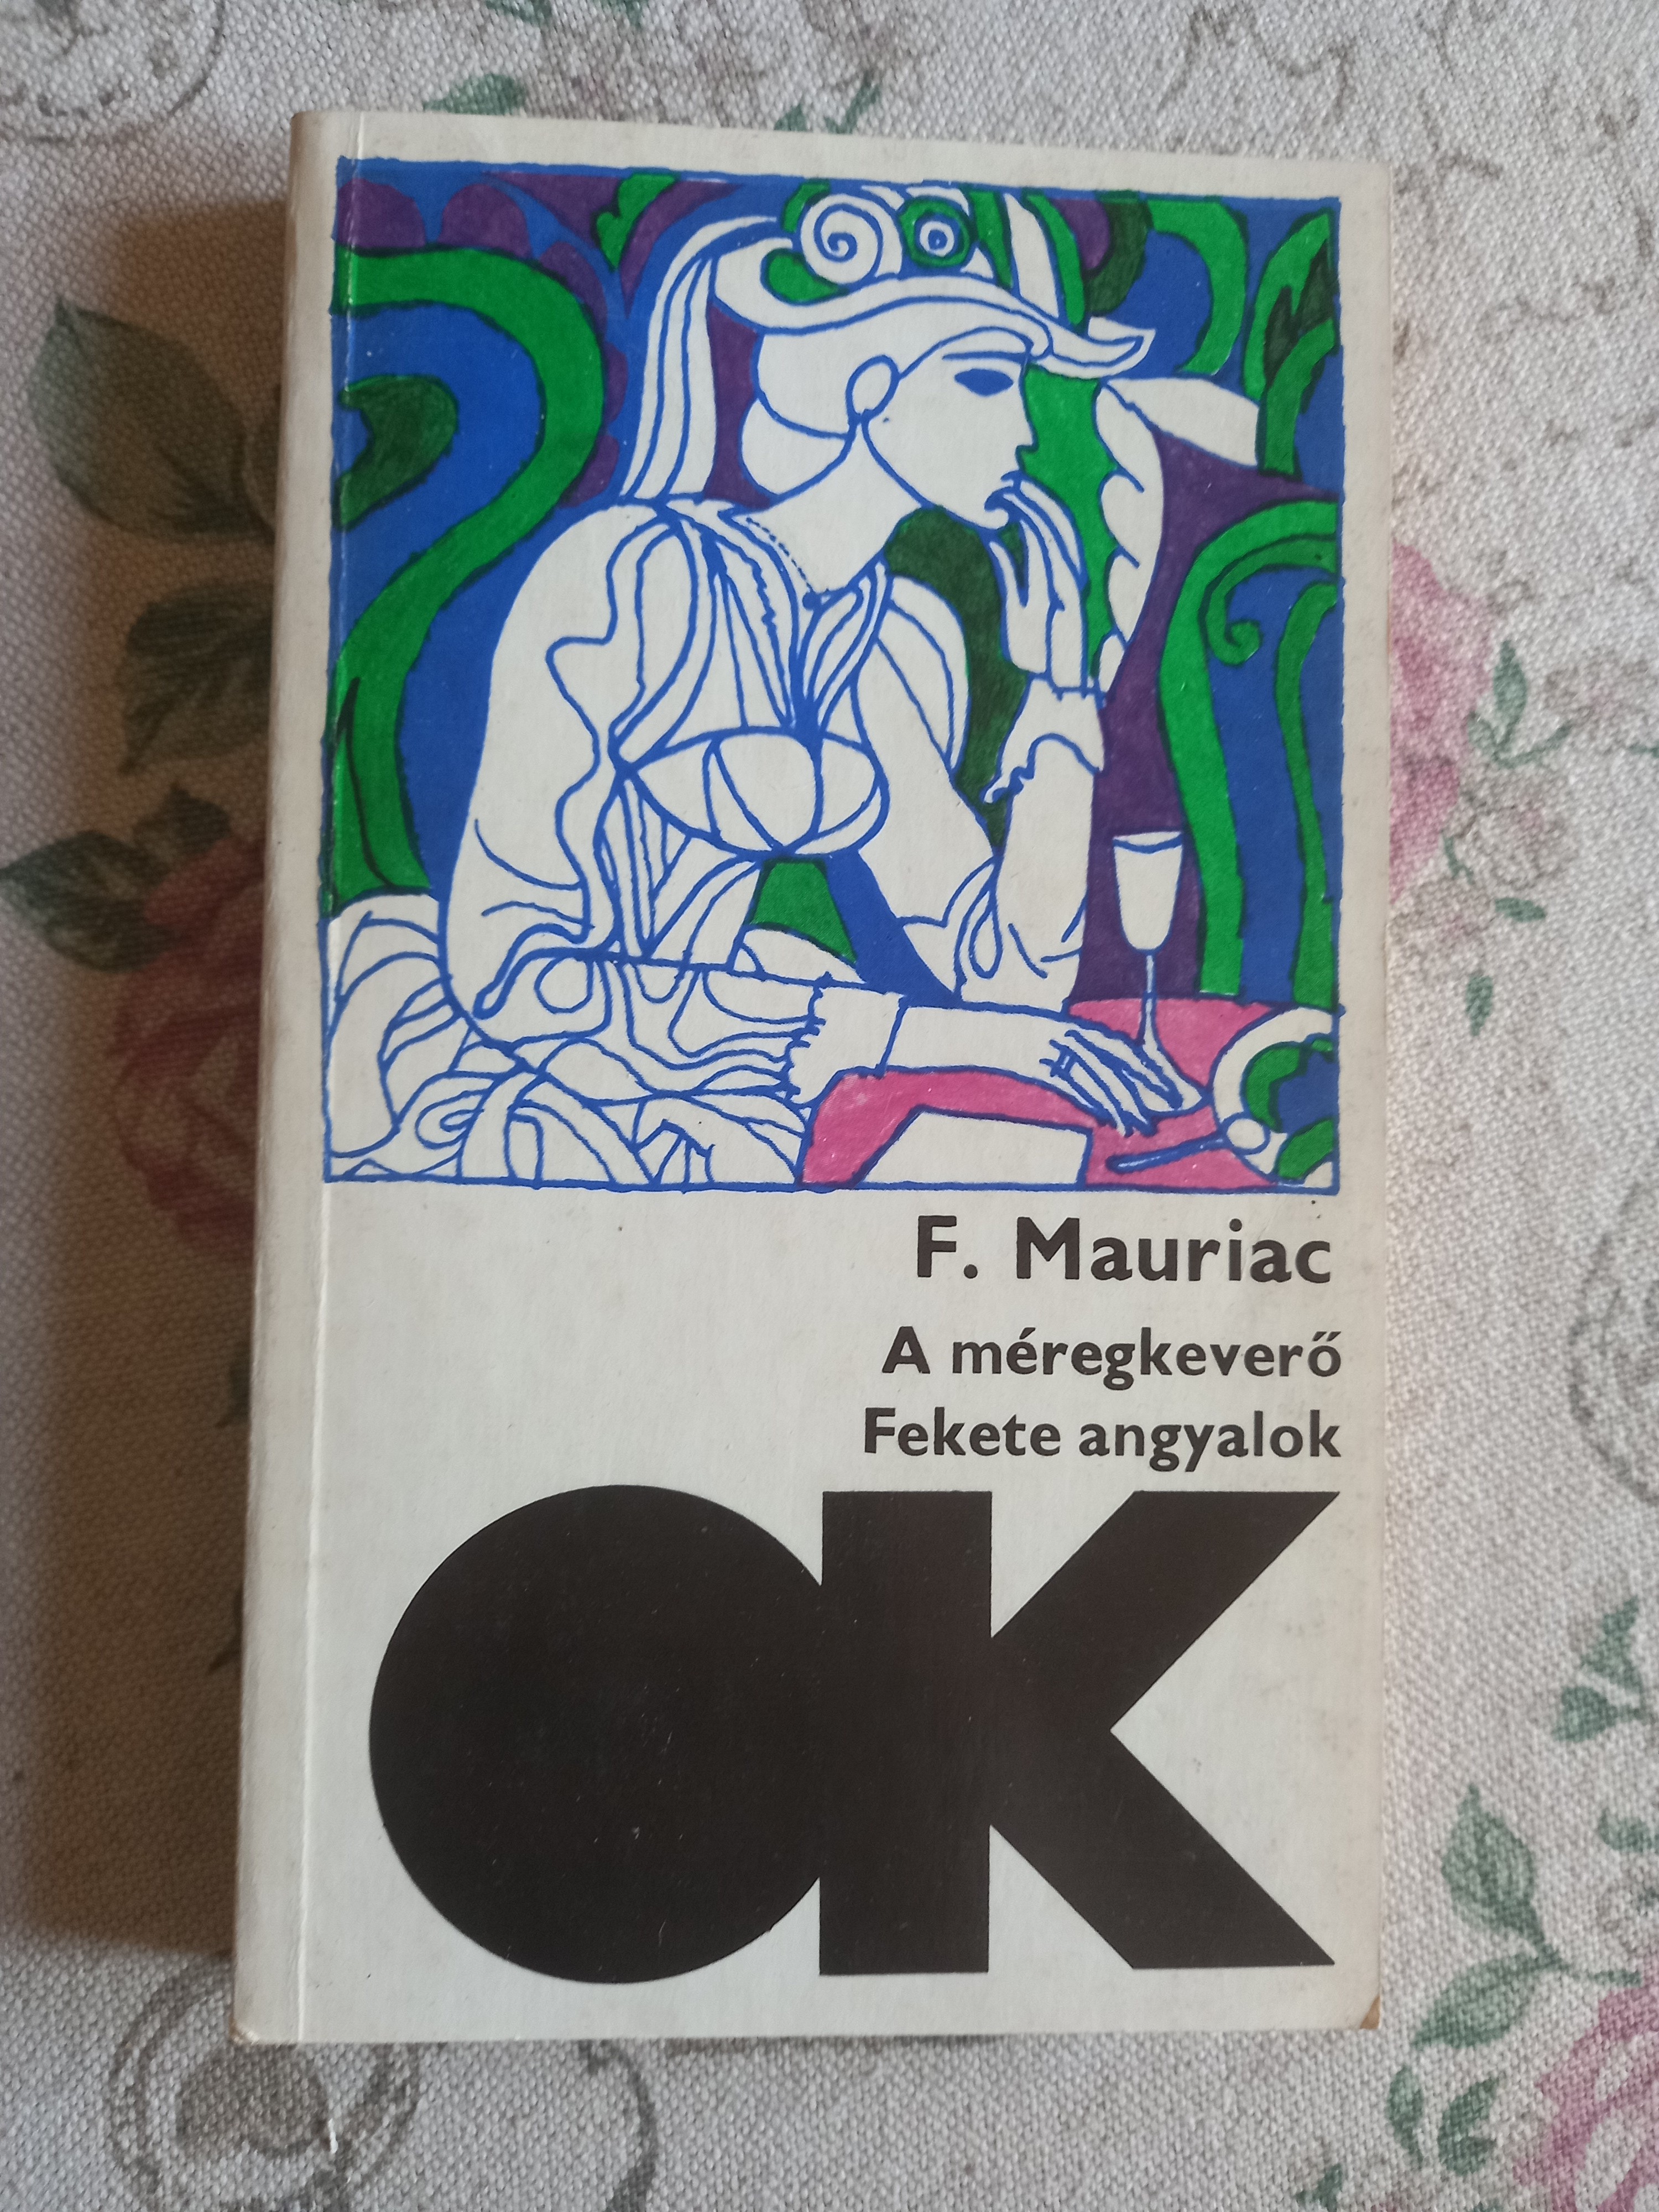 F. Mauriac
A méregkeverő
Fekete angyalok
OK